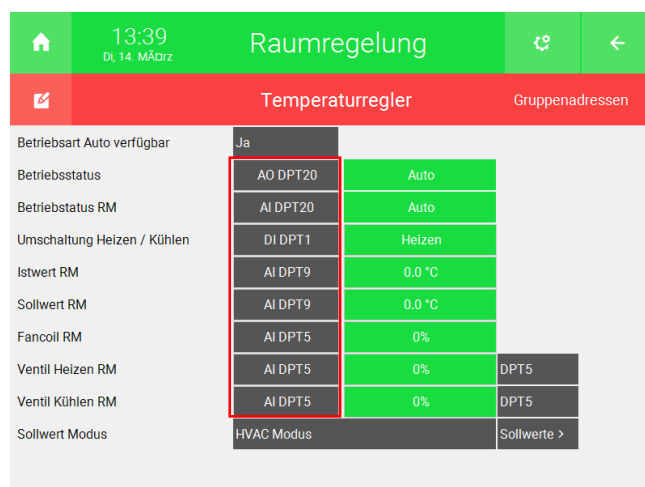 13:39
Di, 14. MÃ¤rz
Raumregelung
Temperaturregler
Gruppenadressen
Betriebsart Auto verfügbar Ja
Betriebsstatus AO DPT20 Auto
Betriebstatus RM AI DPT20 Auto
Umschaltung Heizen / Kühlen DI DPT1 Heizen
Istwert RM AI DPT9 0.0 °C
Sollwert RM AI DPT9 0.0 °C
Fancoil RM AI DPT5 0%
Ventil Heizen RM AI DPT5 0% DPT5
Ventil Kühlen RM AI DPT5 0% DPT5
Sollwert Modus HVAC Modus Sollwerte >